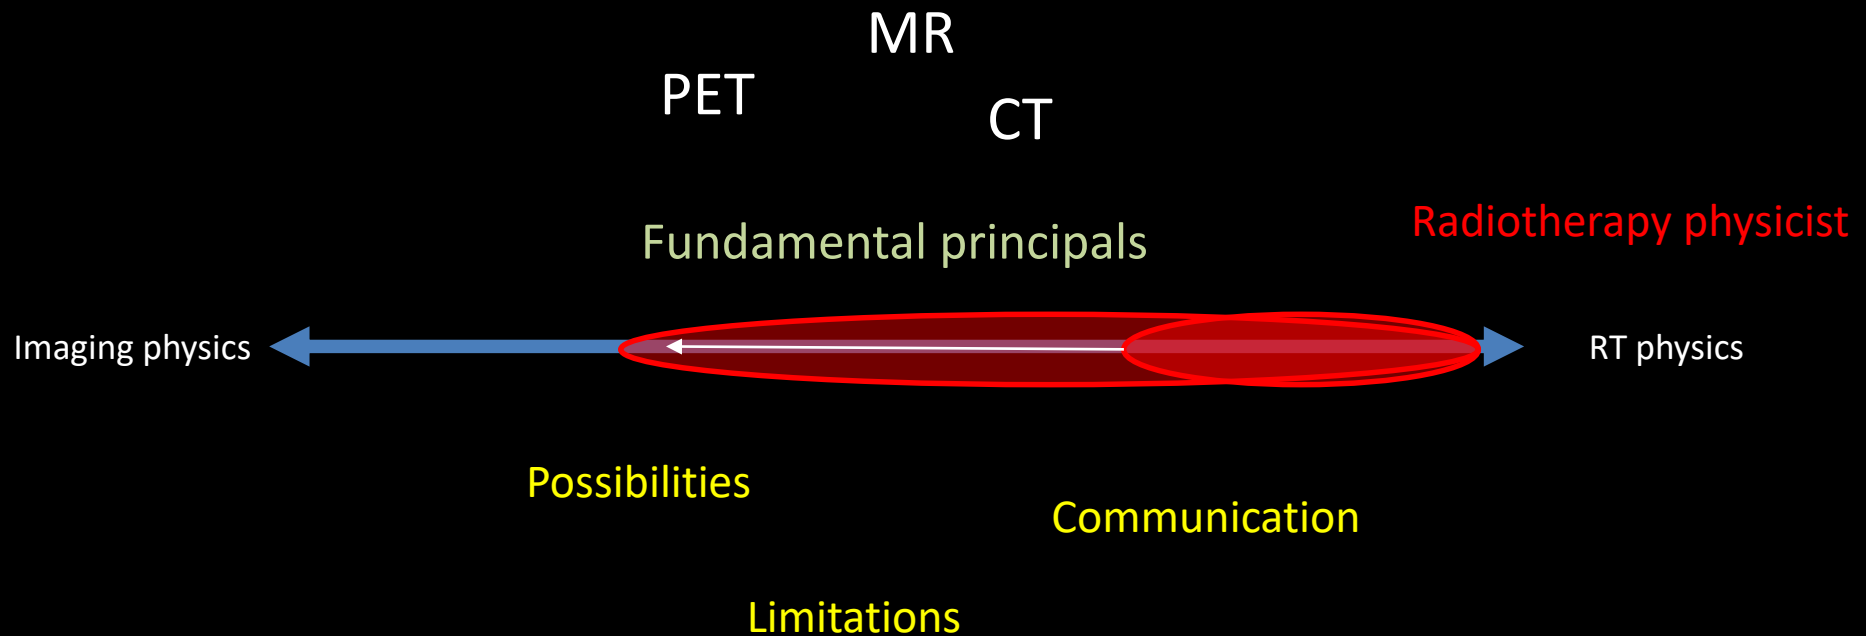 MR
PET
CT
Radiotherapy physicist
Fundamental principals
Imaging physics
RT physics
Possibilities
Communication
Limitations